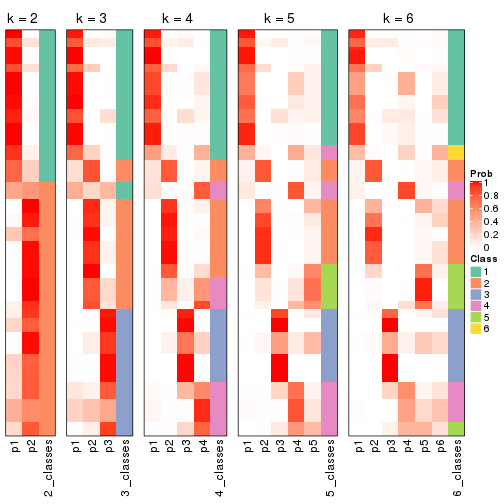 k = 2
k = 3
k = 4
k = 5
k = 6
Prob
1
0.8
0.6
0.4
0.2
0
Class
1
2
3
4
5
6
p1
p2
2_classes
p1
p2
p3
3_classes
p1
p2
p3
p4
4_classes
p1
p2
p3
p4
p5
5_classes
p1
p2
p3
p4
p5
p6
6_classes